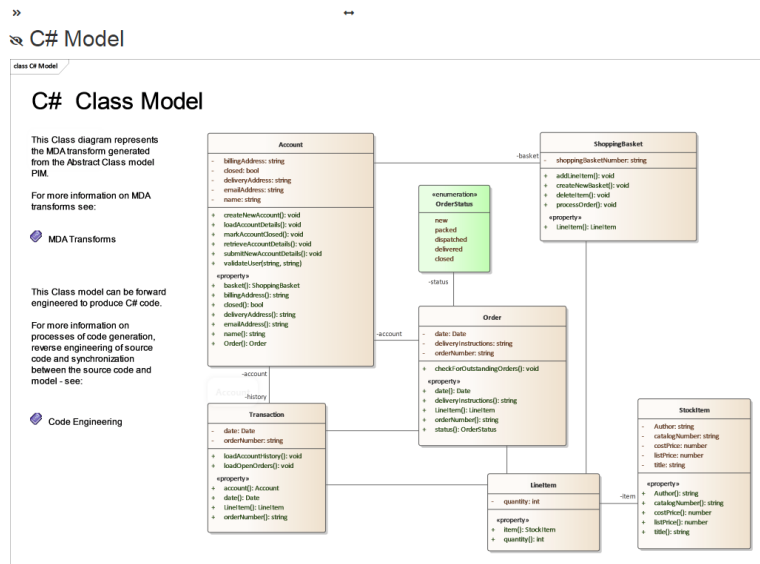 »
C# Model
class C# Model
C# Class Model
This Class diagram represents
the MDA transform generated
from the Abstract Class model
PIM.
For more information on MDA
transforms see:
MDA Transforms
This Class model can be forward
engineered to produce C# code.
For more information on
processes of code generation,
reverse engineering of source
code and synchronization
between the source code and
model - see:
Code Engineering
Account
- billingAddress: string
- closed: bool
- deliveryAddress: string
- emailAddress: string
- name: string
+ createNewAccount(): void
+ loadAccountDetails(): void
+ markAccountClosed(): void
+ retrieveAccountDetails(): void
+ submitNewAccountDetails(): void
+ validateUser(string, string)
«property»
+ basket(): ShoppingBasket
+ billingAddress(): string
+ closed(): bool
+ deliveryAddress(): string
+ emailAddress(): string
+ name(): string
+ Order(): Order
-basket
ShoppingBasket
- shoppingBasketNumber: string
+ addLineItem(): void
+ createNewBasket(): void
+ deleteItem(): void
+ processOrder(): void
«property»
+ LineItem(): LineItem
«enumeration»
OrderStatus
new
packed
dispatched
delivered
closed
-status
-account
Order
- date: Date
- deliveryInstructions: string
- orderNumber: string
+ checkForOutstandingOrders(): void
«property»
+ date(): Date
+ deliveryInstructions(): string
+ LineItem(): LineItem
+ orderNumber(): string
+ status(): OrderStatus
-account
Account
-history
Transaction
- date: Date
- orderNumber: string
+ loadAccountHistory(): void
+ loadOpenOrders(): void
«property»
+ account(): Account
+ date(): Date
+ LineItem(): LineItem
+ orderNumber(): string
LineItem
- quantity: int
«property»
+ item(): StockItem
+ quantity(): int
-item
StockItem
- Author: string
- catalogNumber: string
- costPrice: number
- listPrice: number
- title: string
«property»
+ Author(): string
+ catalogNumber(): string
+ costPrice(): number
+ listPrice(): number
+ title(): string